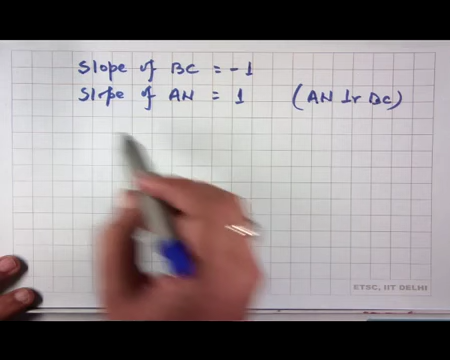 Slope of BC = -1
Slope of AN = 1 (AN ⊥r BC)
ETSC, IIT DELHI